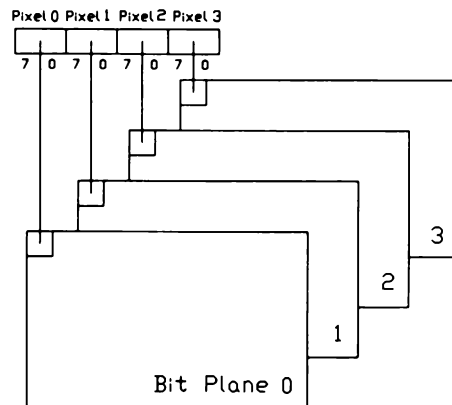 Pixel 0 Pixel 1 Pixel 2 Pixel 3
7 0 7 0 7 0 7 0
3
2
1
Bit Plane 0